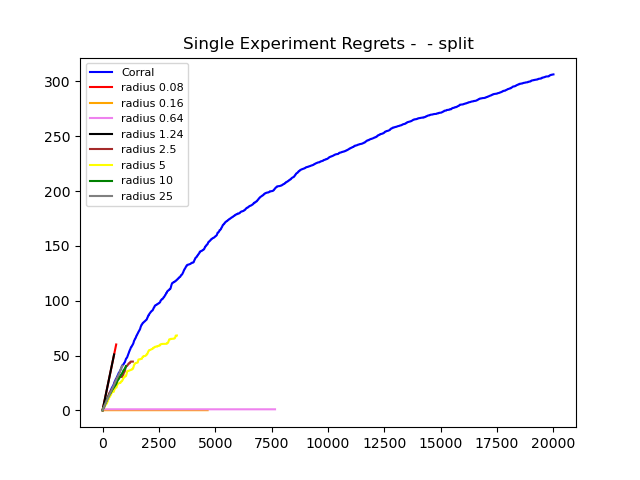 Single Experiment Regrets -  - split
Corral
radius 0.08
radius 0.16
radius 0.64
radius 1.24
radius 2.5
radius 5
radius 10
radius 25
300
250
200
150
100
50
0
0 2500 5000 7500 10000 12500 15000 17500 20000